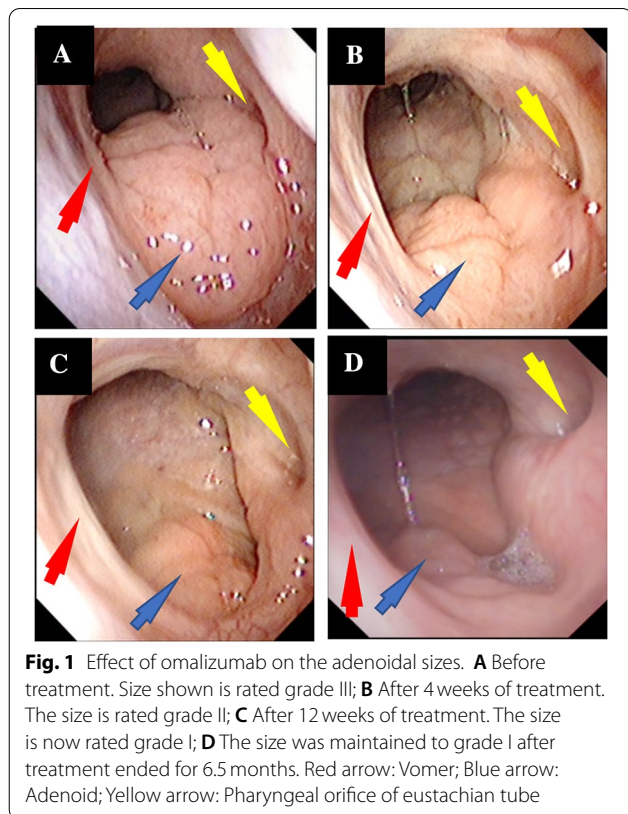 A
B
C
D
Fig. 1 Effect of omalizumab on the adenoidal sizes. A Before
treatment. Size shown is rated grade III; B After 4 weeks of treatment.
The size is rated grade II; C After 12 weeks of treatment. The size
is now rated grade I; D The size was maintained to grade I after
treatment ended for 6.5 months. Red arrow: Vomer; Blue arrow:
Adenoid; Yellow arrow: Pharyngeal orifice of eustachian tube